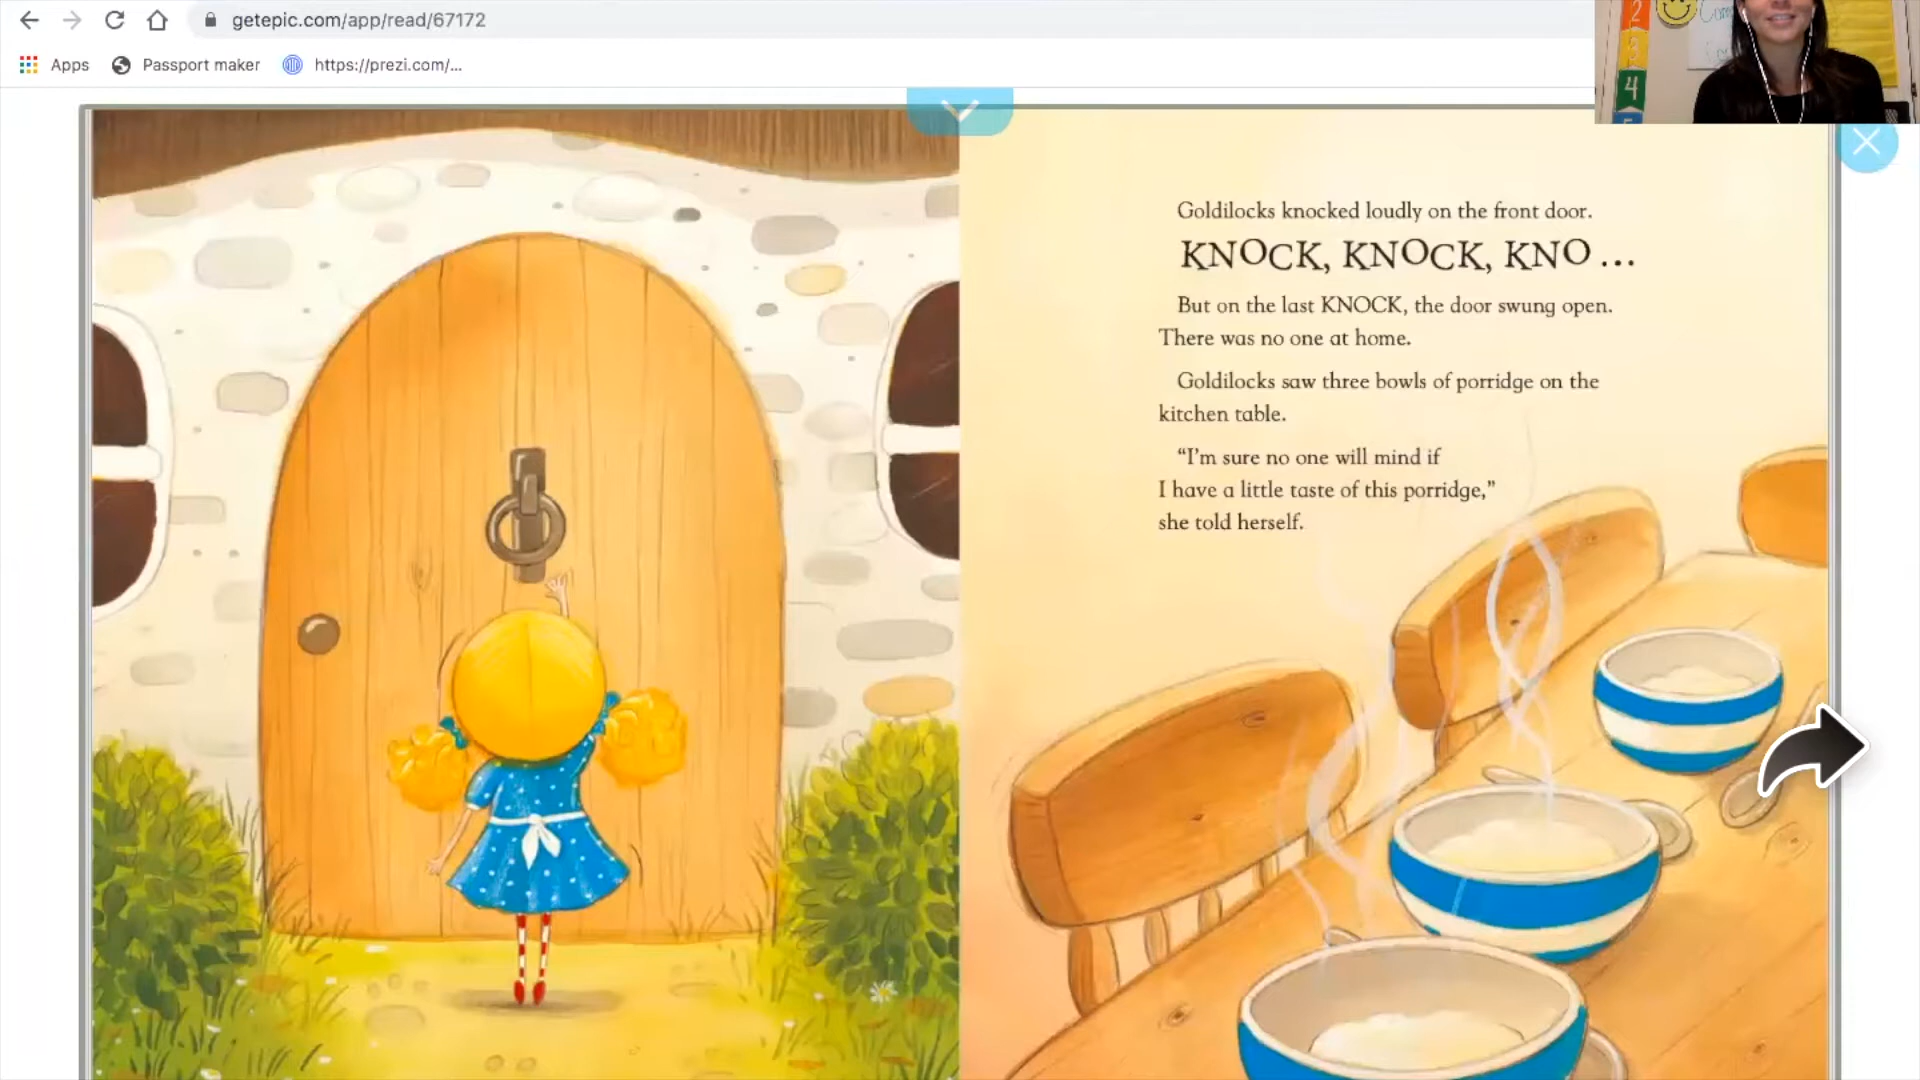 getepic.com/app/read/67172
Apps
Passport maker
https://prezi.com/...
2
3
4
Goldilocks knocked loudly on the front door.
KNOCK, KNOCK, KNO ...
But on the last KNOCK, the door swung open.
There was no one at home.
Goldilocks saw three bowls of porridge on the
kitchen table.
“I’m sure no one will mind if
I have a little taste of this porridge,”
she told herself.